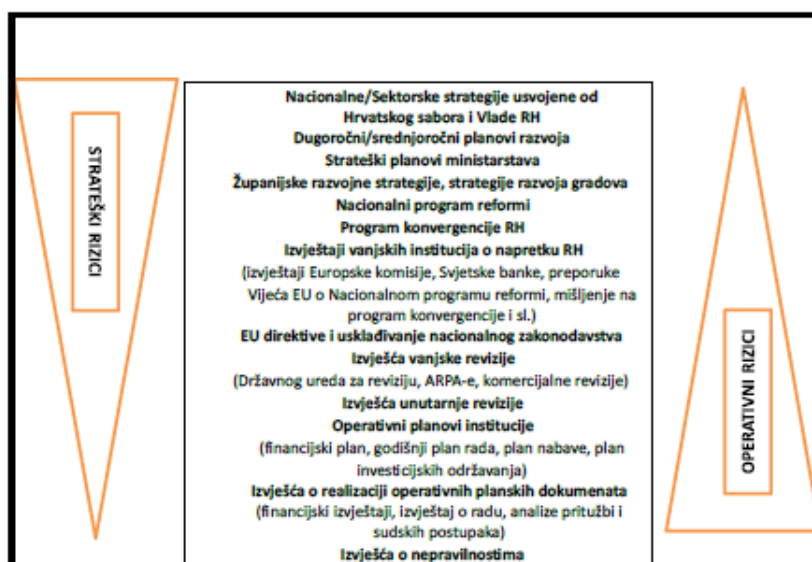 STRATEŠKI RIZICI
Nacionalne/Sektorske strategije usvojene od
Hrvatskog sabora i Vlade RH
Dugoročni/srednjoročni planovi razvoja
Strateški planovi ministarstava
Županijske razvojne strategije, strategije razvoja gradova
Nacionalni program reformi
Program konvergencije RH
Izvještaji vanjskih institucija o napretku RH
(izvještaji Europske komisije, Svjetske banke, preporuke
Vijeća EU o Nacionalnom programu reformi, mišljenje na
program konvergencije i sl.)
EU direktive i usklađivanje nacionalnog zakonodavstva
Izvješća vanjske revizije
(Državnog ureda za reviziju, ARPA-e, komercijalne revizije)
Izvješća unutarnje revizije
Operativni planovi institucije
(financijski plan, godišnji plan rada, plan nabave, plan
investicijskih održavanja)
Izvješća o realizaciji operativnih planskih dokumenata
(financijski izvještaji, izvještaj o radu, analize pritužbi i
sudskih postupaka)
Izvješća o nepravilnostima
OPERATIVNI RIZICI